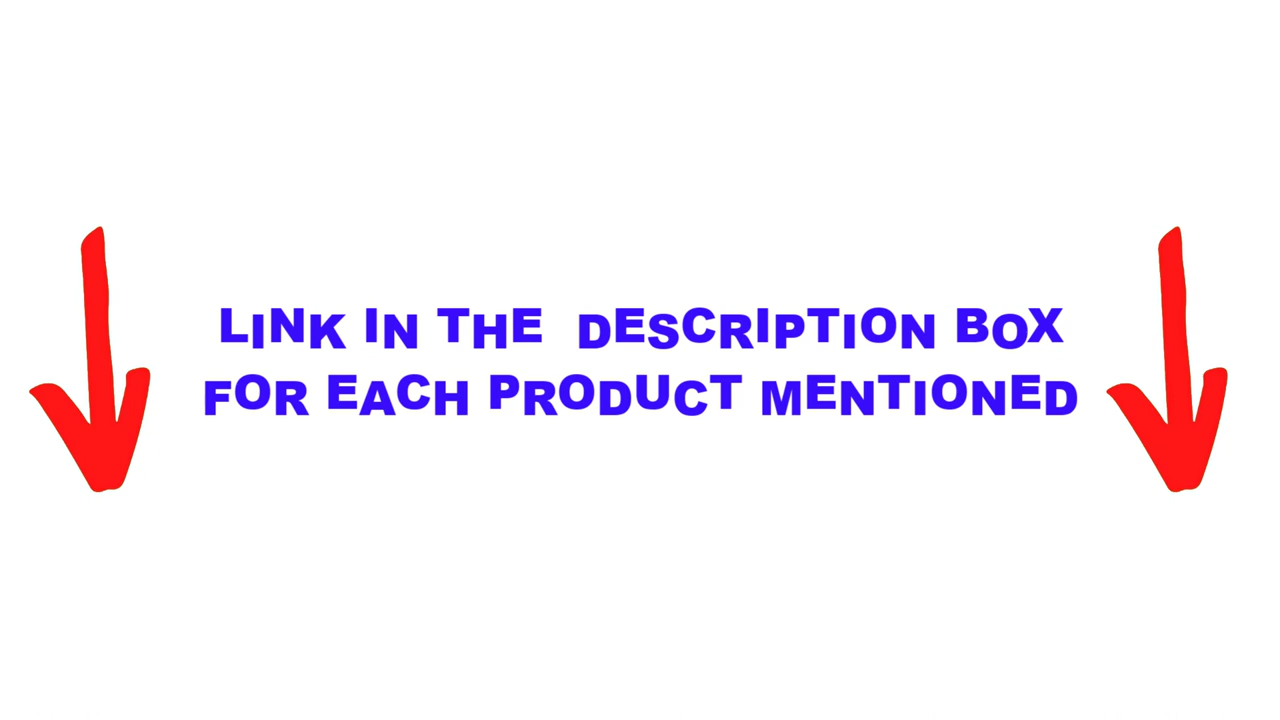 LINK IN THE DESCRIPTION BOX
FOR EACH PRODUCT MENTIONED